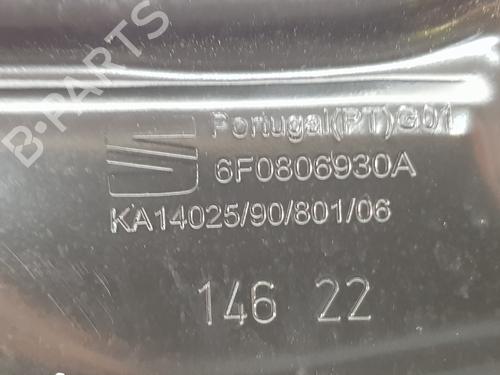 B-PARTS
Portugal(PT)G01
6F0806930A
KA14025/90/801/06
146 22